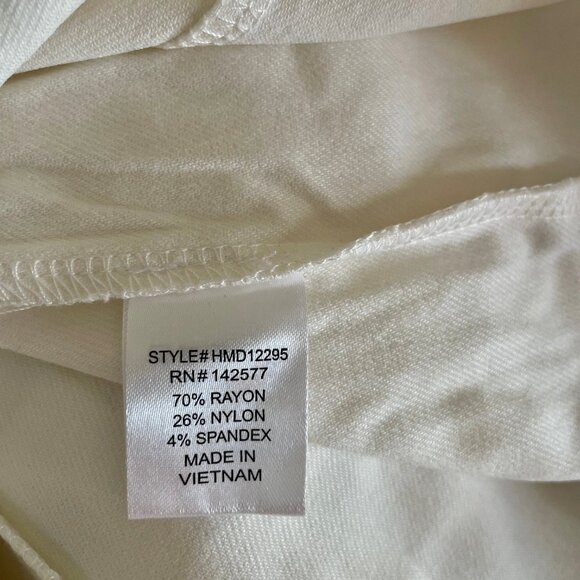 STYLE# HMD12295
RN# 142577
70% RAYON
26% NYLON
4% SPANDEX
MADE IN
VIETNAM